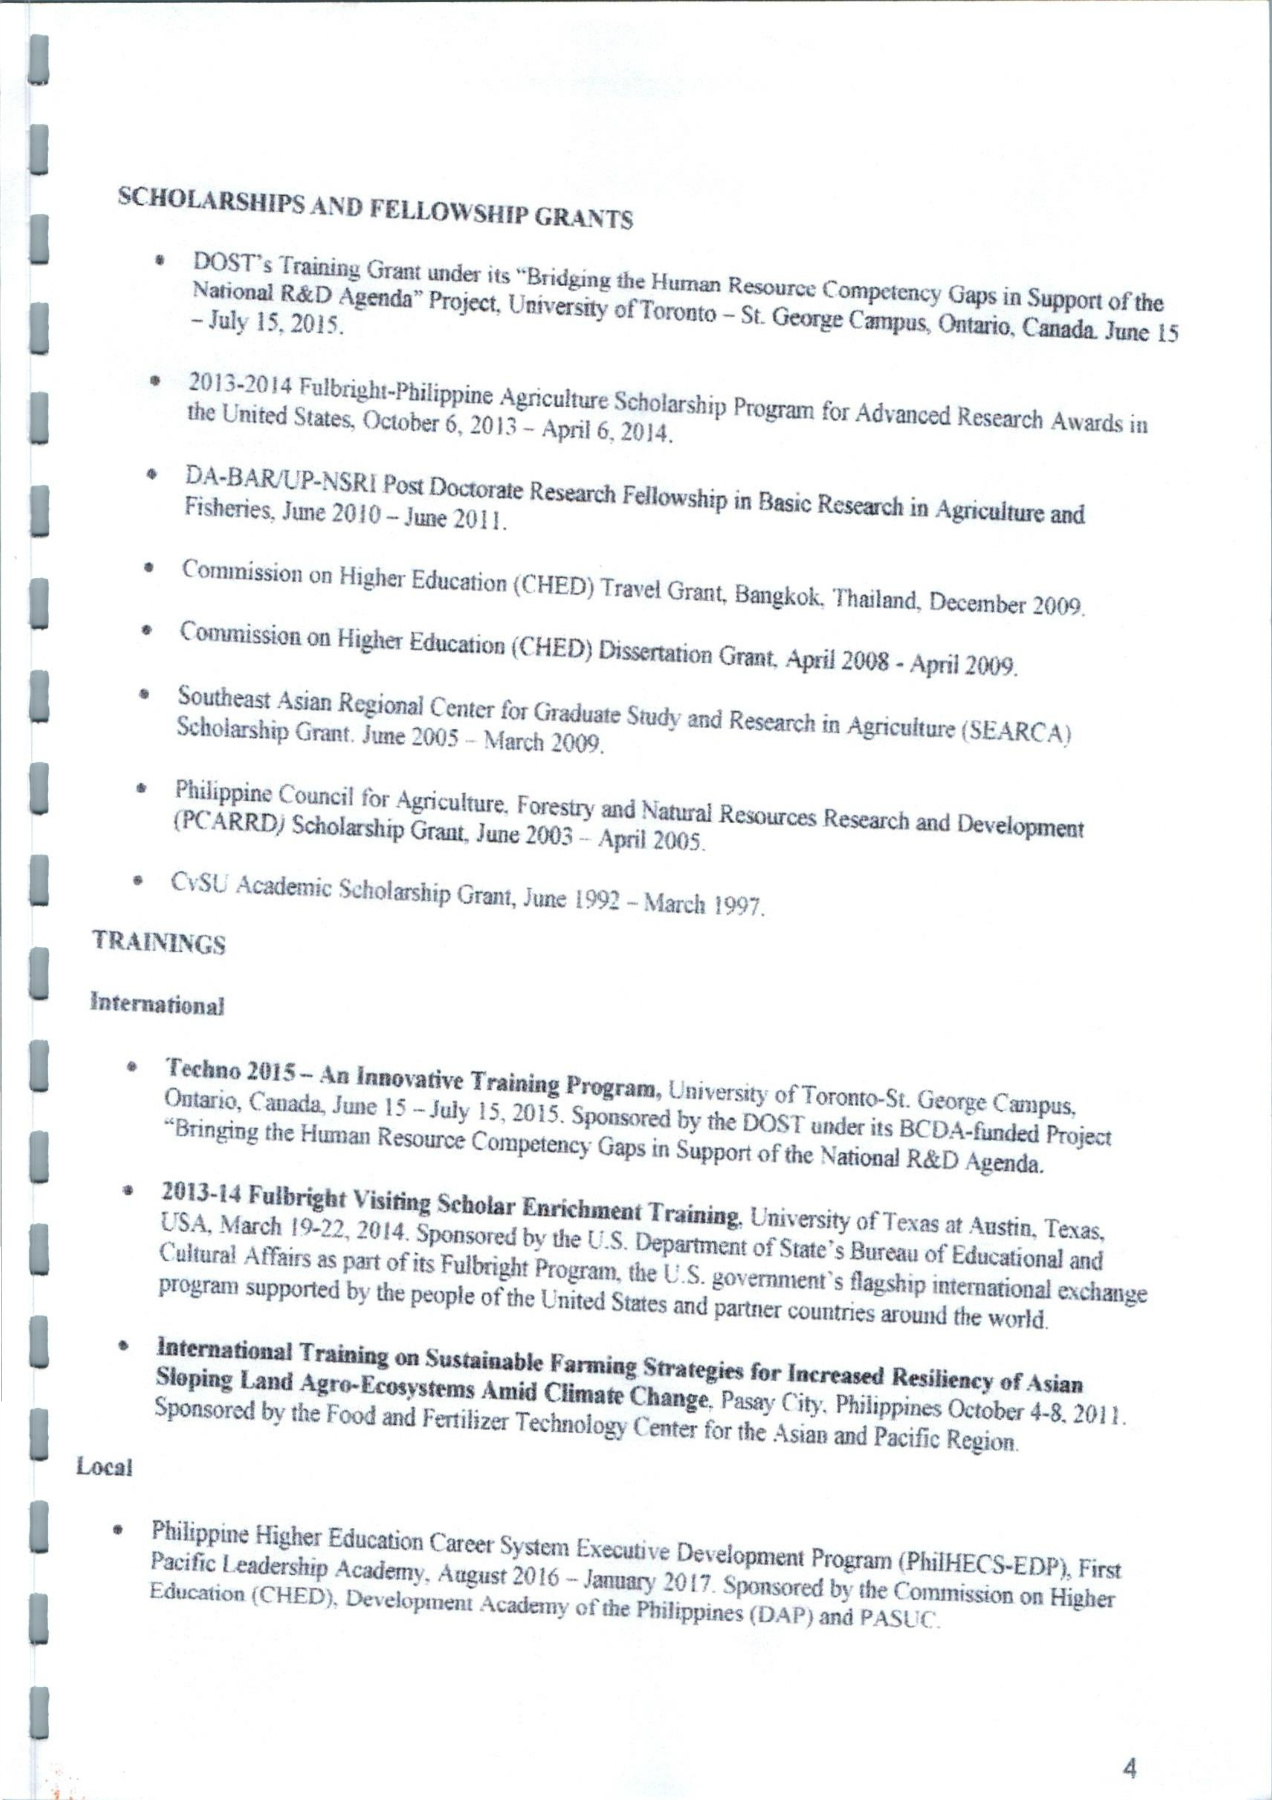 SCHOLARSHIPS AND FELLOWSHIP GRANTS
• DOST's Training Grant under its "Bridging the Human Resource Competency Gaps in Support of the
National R&D Agenda" Project, University of Toronto – St. George Campus, Ontario, Canada. June 15
– July 15, 2015.
• 2013-2014 Fulbright-Philippine Agriculture Scholarship Program for Advanced Research Awards in
the United States, October 6, 2013 – April 6, 2014.
• DA-BAR/UP-NSRI Post Doctorate Research Fellowship in Basic Research in Agriculture and
Fisheries, June 2010 – June 2011.
• Commission on Higher Education (CHED) Travel Grant, Bangkok, Thailand, December 2009.
• Commission on Higher Education (CHED) Dissertation Grant, April 2008 - April 2009.
• Southeast Asian Regional Center for Graduate Study and Research in Agriculture (SEARCA)
Scholarship Grant. June 2005 – March 2009.
• Philippine Council for Agriculture, Forestry and Natural Resources Research and Development
(PCARRD) Scholarship Grant, June 2003 – April 2005.
• CvSU Academic Scholarship Grant, June 1992 – March 1997.
TRAININGS
International
• Techno 2015 – An Innovative Training Program, University of Toronto-St. George Campus,
Ontario, Canada, June 15 – July 15, 2015. Sponsored by the DOST under its BCDA-funded Project
"Bringing the Human Resource Competency Gaps in Support of the National R&D Agenda.
• 2013-14 Fulbright Visiting Scholar Enrichment Training, University of Texas at Austin, Texas,
USA, March 19-22, 2014. Sponsored by the U.S. Department of State's Bureau of Educational and
Cultural Affairs as part of its Fulbright Program, the U.S. government's flagship international exchange
program supported by the people of the United States and partner countries around the world.
• International Training on Sustainable Farming Strategies for Increased Resiliency of Asian
Sloping Land Agro-Ecosystems Amid Climate Change, Pasay City, Philippines October 4-8, 2011.
Sponsored by the Food and Fertilizer Technology Center for the Asian and Pacific Region.
Local
• Philippine Higher Education Career System Executive Development Program (PhilHECS-EDP), First
Pacific Leadership Academy, August 2016 – January 2017. Sponsored by the Commission on Higher
Education (CHED), Development Academy of the Philippines (DAP) and PASUC.
4